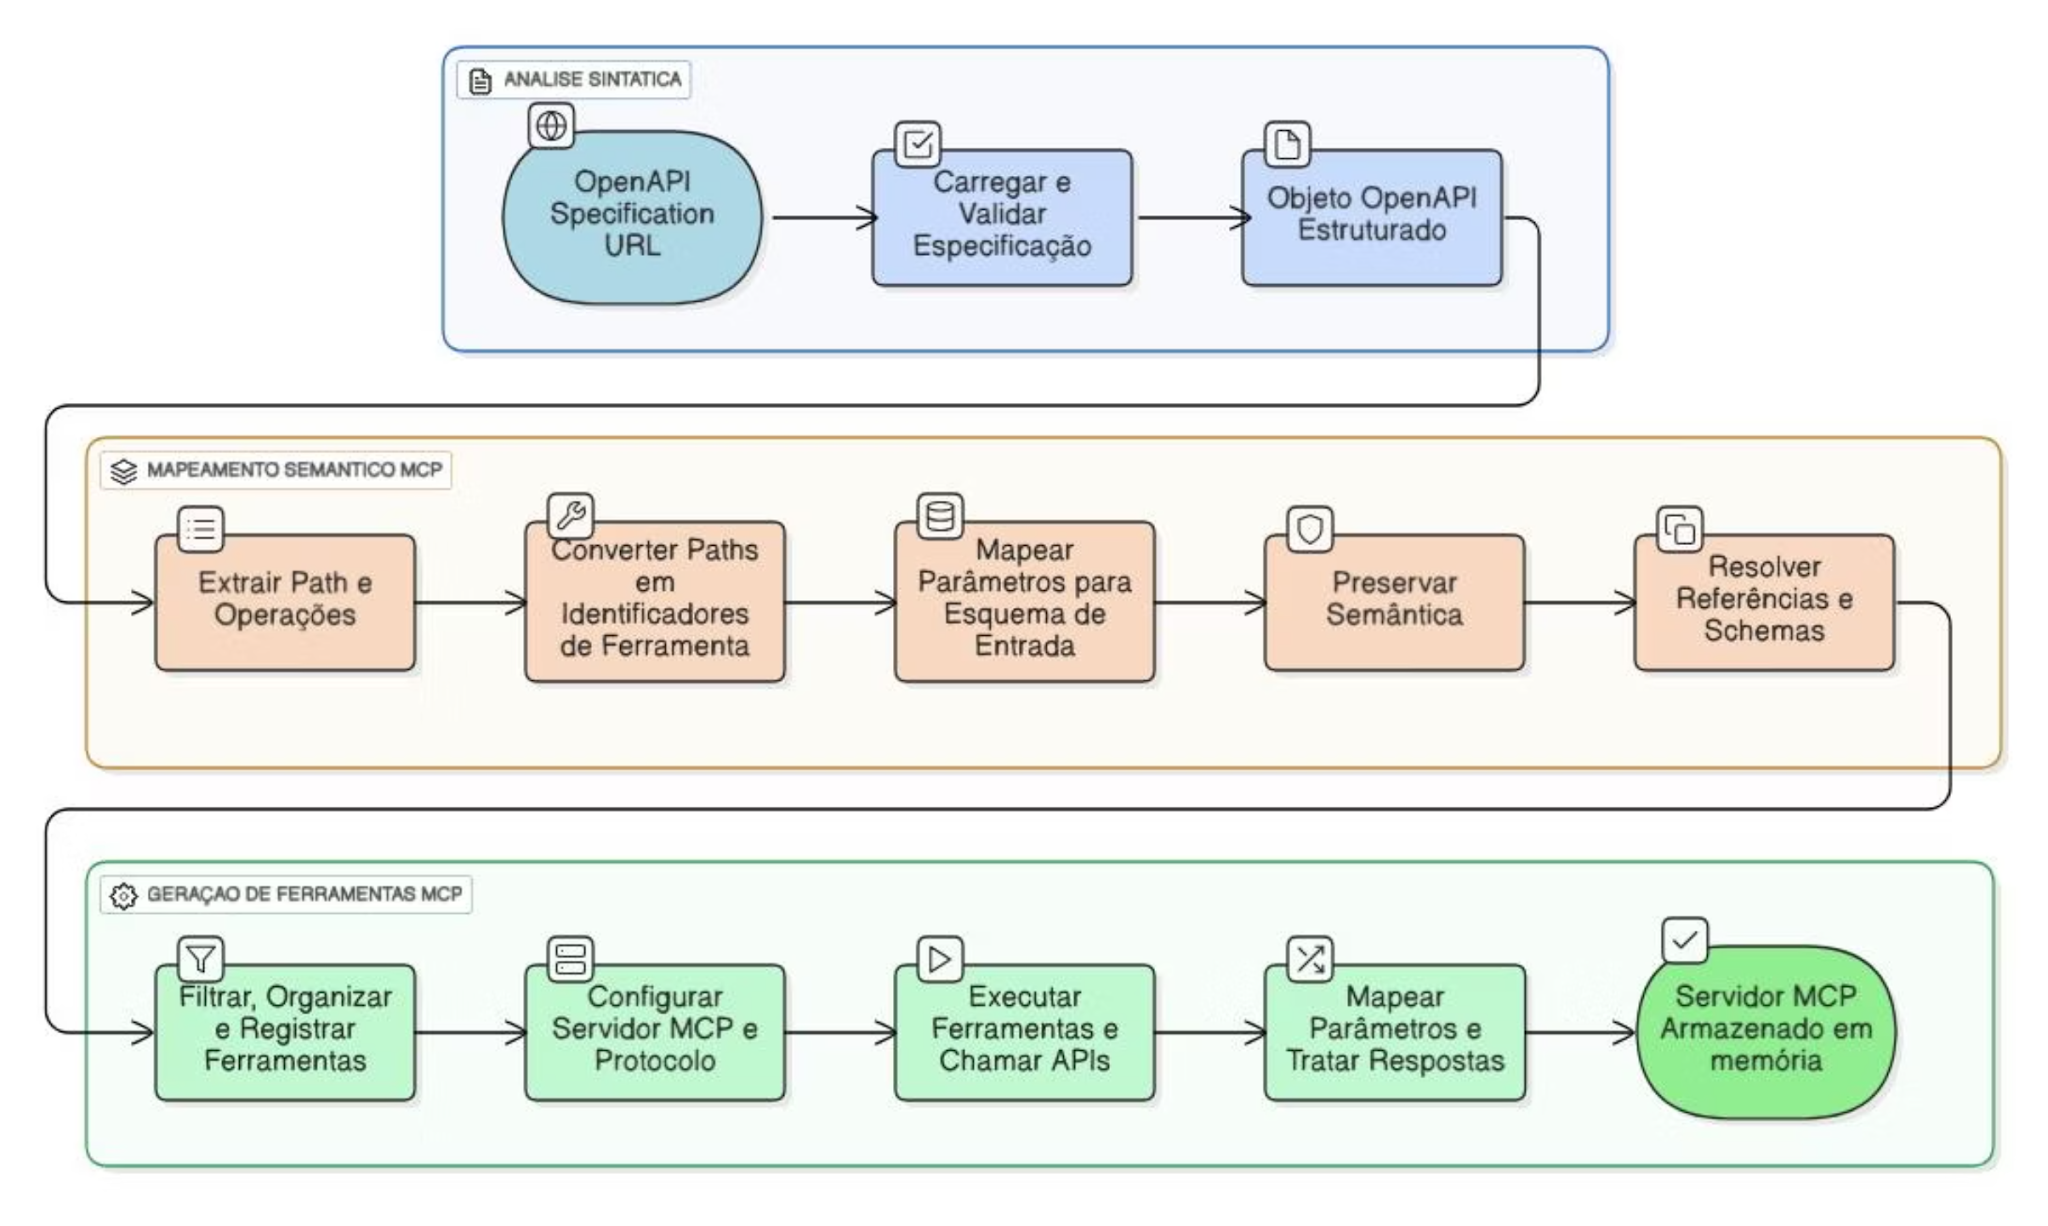 ANALISE SINTATICA
OpenAPI
Specification
URL
Carregar e
Validar
Especificação
Objeto OpenAPI
Estruturado
MAPEAMENTO SEMANTICO MCP
Extrair Path e
Operações
Converter Paths
em
Identificadores
de Ferramenta
Mapear
Parâmetros para
Esquema de
Entrada
Preservar
Semântica
Resolver
Referências e
Schemas
GERAÇAO DE FERRAMENTAS MCP
Filtrar, Organizar
e Registrar
Ferramentas
Configurar
Servidor MCP e
Protocolo
Executar
Ferramentas e
Chamar APIs
Mapear
Parâmetros e
Tratar Respostas
Servidor MCP
Armazenado em
memória